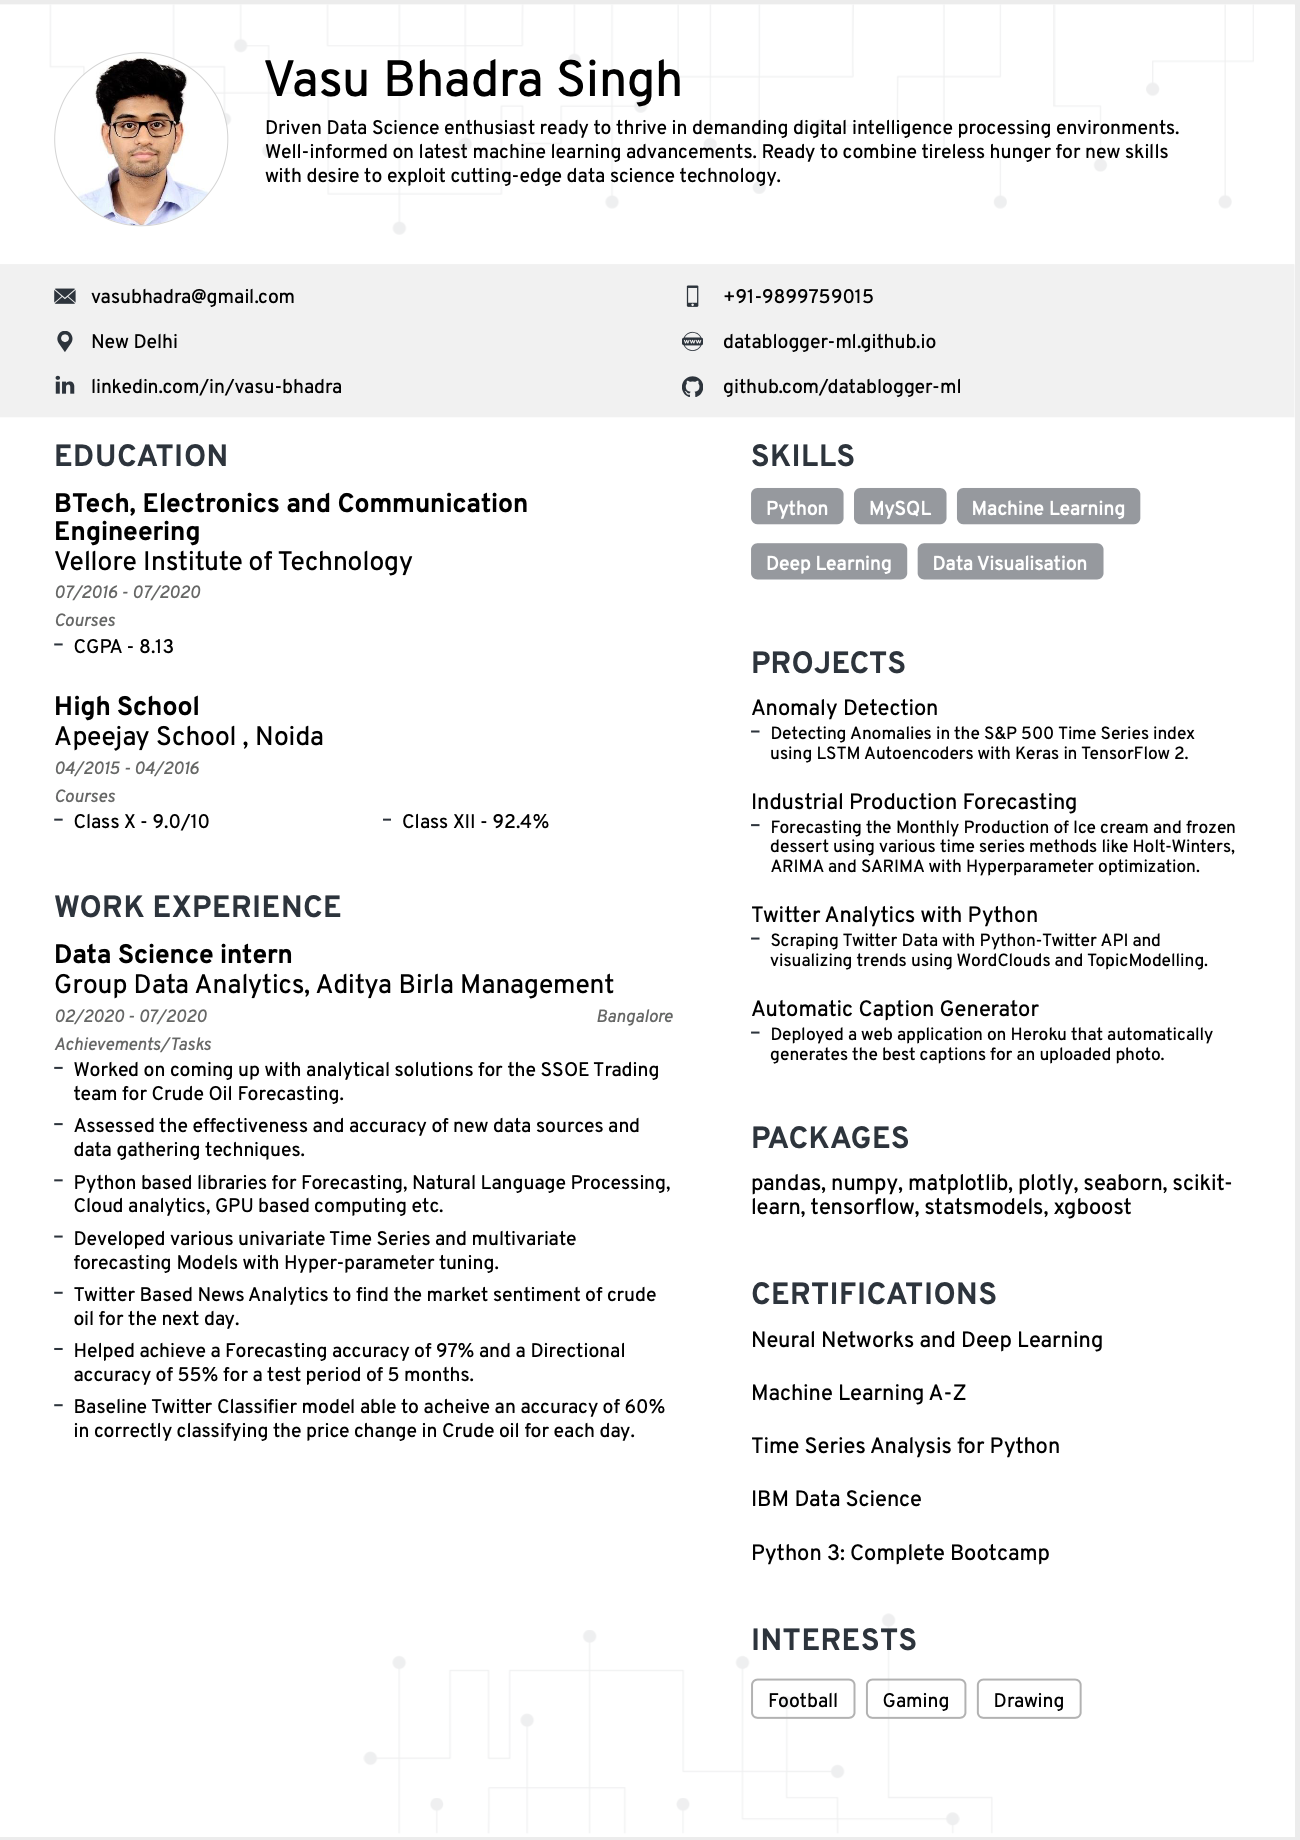 Vasu Bhadra Singh
Driven Data Science enthusiast ready to thrive in demanding digital intelligence processing environments.
Well-informed on latest machine learning advancements. Ready to combine tireless hunger for new skills
with desire to exploit cutting-edge data science technology.
vasubhadra@gmail.com
+91-9899759015
New Delhi
www
datablogger-ml.github.io
in
linkedin.com/in/vasu-bhadra
github.com/datablogger-ml
EDUCATION
BTech, Electronics and Communication
Engineering
Vellore Institute of Technology
07/2016 - 07/2020
Courses
– CGPA - 8.13
High School
Apeejay School , Noida
04/2015 - 04/2016
Courses
– Class X - 9.0/10
– Class XII - 92.4%
WORK EXPERIENCE
Data Science intern
Group Data Analytics, Aditya Birla Management
02/2020 - 07/2020
Bangalore
Achievements/Tasks
– Worked on coming up with analytical solutions for the SSOE Trading
team for Crude Oil Forecasting.
– Assessed the effectiveness and accuracy of new data sources and
data gathering techniques.
– Python based libraries for Forecasting, Natural Language Processing,
Cloud analytics, GPU based computing etc.
– Developed various univariate Time Series and multivariate
forecasting Models with Hyper-parameter tuning.
– Twitter Based News Analytics to find the market sentiment of crude
oil for the next day.
– Helped achieve a Forecasting accuracy of 97% and a Directional
accuracy of 55% for a test period of 5 months.
– Baseline Twitter Classifier model able to acheive an accuracy of 60%
in correctly classifying the price change in Crude oil for each day.
SKILLS
Python
MySQL
Machine Learning
Deep Learning
Data Visualisation
PROJECTS
Anomaly Detection
– Detecting Anomalies in the S&P 500 Time Series index
using LSTM Autoencoders with Keras in TensorFlow 2.
Industrial Production Forecasting
– Forecasting the Monthly Production of Ice cream and frozen
dessert using various time series methods like Holt-Winters,
ARIMA and SARIMA with Hyperparameter optimization.
Twitter Analytics with Python
– Scraping Twitter Data with Python-Twitter API and
visualizing trends using WordClouds and TopicModelling.
Automatic Caption Generator
– Deployed a web application on Heroku that automatically
generates the best captions for an uploaded photo.
PACKAGES
pandas, numpy, matplotlib, plotly, seaborn, scikit-
learn, tensorflow, statsmodels, xgboost
CERTIFICATIONS
Neural Networks and Deep Learning
Machine Learning A-Z
Time Series Analysis for Python
IBM Data Science
Python 3: Complete Bootcamp
INTERESTS
Football
Gaming
Drawing